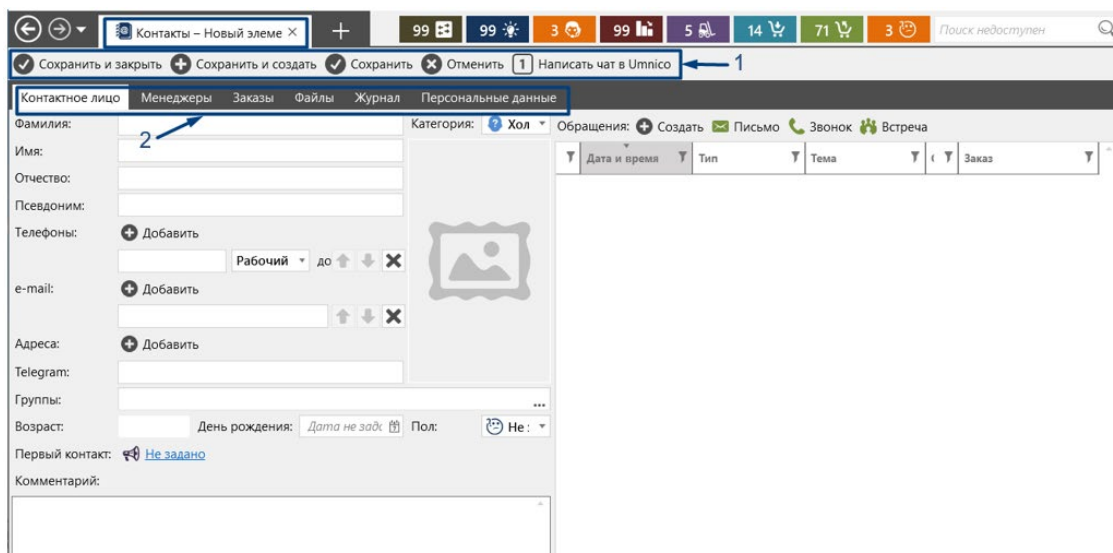 Контакты – Новый элеме × + 99 99 3 99 5 14 71 3 Поиск недоступен
Сохранить и закрыть Сохранить и создать Сохранить Отменить 1 Написать чат в Umnico 1
Контактное лицо Менеджеры Заказы Файлы Журнал Персональные данные
2
Фамилия: Категория: Хол Обращения: Создать Письмо Звонок Встреча
Имя: Дата и время Тип Тема Заказ
Отчество:
Псевдоним:
Телефоны: Добавить
Рабочий до
e-mail: Добавить
Адреса: Добавить
Telegram:
Группы: ...
Возраст: День рождения: Дата не задс Пол: Не :
Первый контакт: Не задано
Комментарий: